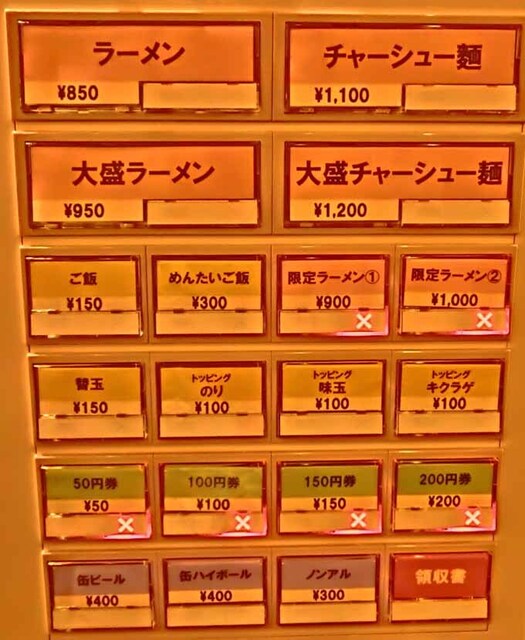 ラーメン
¥850
チャーシュー麺
¥1,100
大盛ラーメン
¥950
大盛チャーシュー麺
¥1,200
ご飯
¥150
めんたいご飯
¥300
限定ラーメン①
¥900
限定ラーメン②
¥1,000
替玉
¥150
トッピング
のり
¥100
トッピング
味玉
¥100
トッピング
キクラゲ
¥100
50円券
¥50
100円券
¥100
150円券
¥150
200円券
¥200
缶ビール
¥400
缶ハイボール
¥400
ノンアル
¥300
領収書